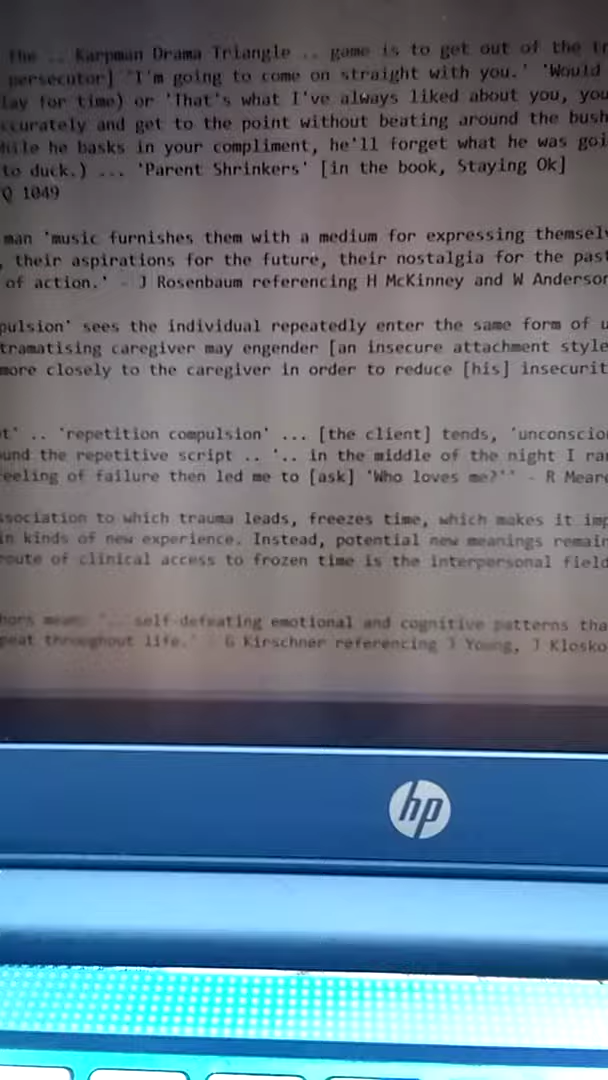 the .. Karpman Drama Triangle .. game is to get out of the tr
persecutor] 'I'm going to come on straight with you.' 'Would
lay for time) or 'That's what I've always liked about you, you
ccurately and get to the point without beating around the bush
hile he basks in your compliment, he'll forget what he was goi
to duck.) ... 'Parent Shrinkers' [in the book, Staying Ok]
Q 1049
man 'music furnishes them with a medium for expressing themselv
, their aspirations for the future, their nostalgia for the past
of action.' - J Rosenbaum referencing H McKinney and W Anderson
pulsion' sees the individual repeatedly enter the same form of u
tramatising caregiver may engender [an insecure attachment style
more closely to the caregiver in order to reduce [his] insecurit
t' .. 'repetition compulsion' ... [the client] tends, 'unconsciou
und the repetitive script .. '.. in the middle of the night I ran
eeling of failure then led me to [ask] 'Who loves me?'' - R Meare
ssociation to which trauma leads, freezes time, which makes it imp
in kinds of new experience. Instead, potential new meanings remain
route of clinical access to frozen time is the interpersonal field
hors mean: '.. self-defeating emotional and cognitive patterns tha
peat throughout life.' - G Kirschner referencing J Young, J Klosko
hp